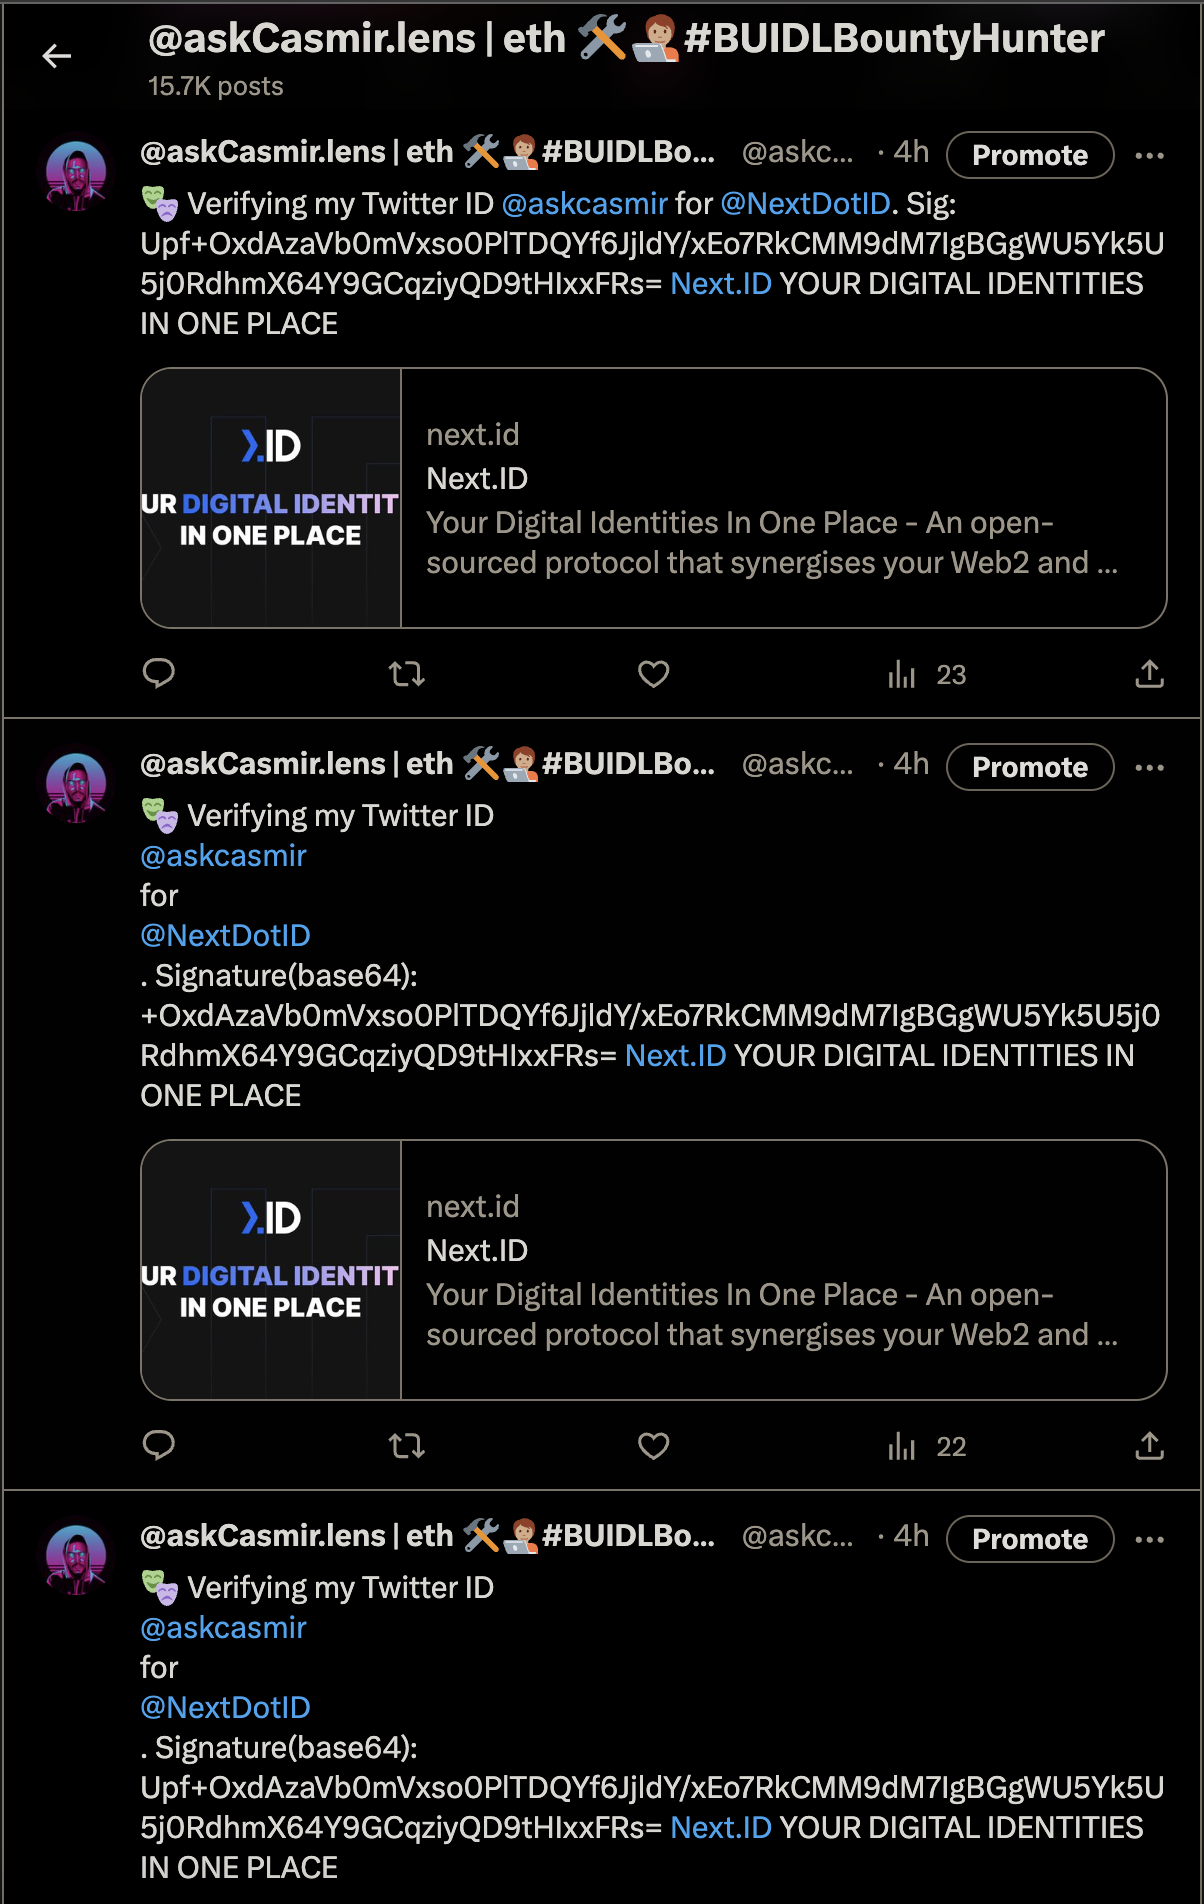 @askCasmir.lens | eth 🛠️🧑🏽‍💻#BUIDLBountyHunter
15.7K posts
@askCasmir.lens | eth 🛠️🧑🏽‍💻#BUIDLBo... @askc... · 4h Promote
🎭 Verifying my Twitter ID @askcasmir for @NextDotID. Sig:
Upf+OxdAzaVb0mVxso0PlTDQYf6JjldY/xEo7RkCMM9dM7IgBGgWU5Yk5U
5j0RdhmX64Y9GCqziyQD9tHIxxFRs= Next.ID YOUR DIGITAL IDENTITIES
IN ONE PLACE
.ID
UR DIGITAL IDENTIT
IN ONE PLACE
next.id
Next.ID
Your Digital Identities In One Place - An open-
sourced protocol that synergises your Web2 and ...
23
@askCasmir.lens | eth 🛠️🧑🏽‍💻#BUIDLBo... @askc... · 4h Promote
🎭 Verifying my Twitter ID
@askcasmir
for
@NextDotID
. Signature(base64):
+OxdAzaVb0mVxso0PlTDQYf6JjldY/xEo7RkCMM9dM7IgBGgWU5Yk5U5j0
RdhmX64Y9GCqziyQD9tHIxxFRs= Next.ID YOUR DIGITAL IDENTITIES IN
ONE PLACE
.ID
UR DIGITAL IDENTIT
IN ONE PLACE
next.id
Next.ID
Your Digital Identities In One Place - An open-
sourced protocol that synergises your Web2 and ...
22
@askCasmir.lens | eth 🛠️🧑🏽‍💻#BUIDLBo... @askc... · 4h Promote
🎭 Verifying my Twitter ID
@askcasmir
for
@NextDotID
. Signature(base64):
Upf+OxdAzaVb0mVxso0PlTDQYf6JjldY/xEo7RkCMM9dM7IgBGgWU5Yk5U
5j0RdhmX64Y9GCqziyQD9tHIxxFRs= Next.ID YOUR DIGITAL IDENTITIES
IN ONE PLACE